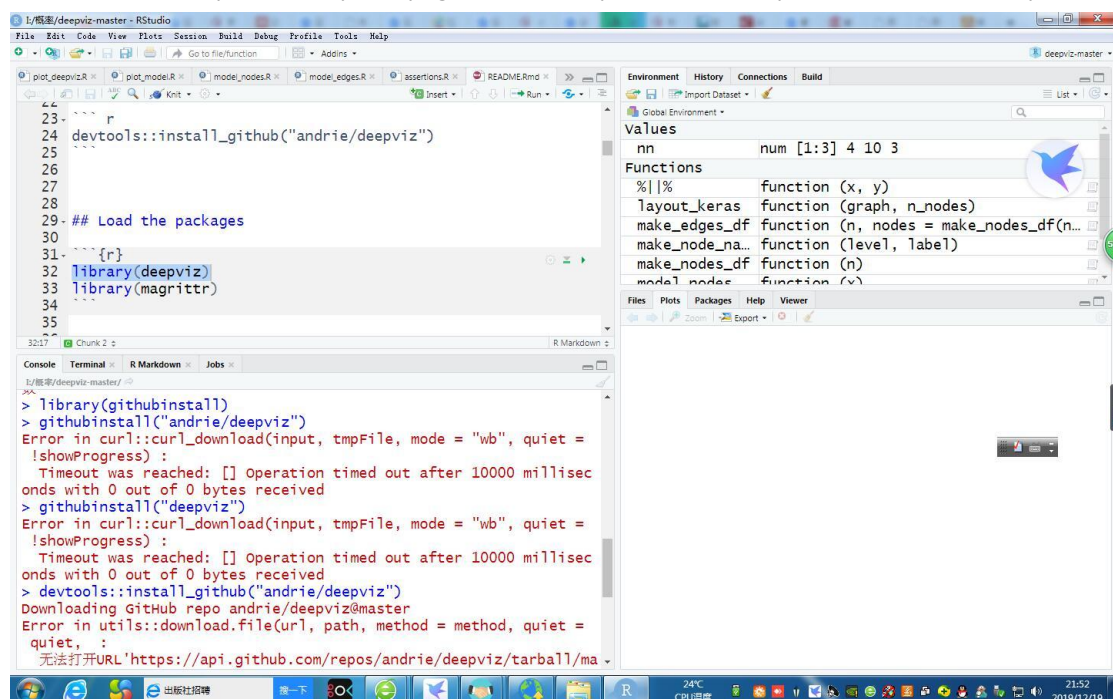 I:/概率/deepviz-master - RStudio
File Edit Code View Plots Session Build Debug Profile Tools Help
Go to file/function
Addins
deepviz-master
plot_deepviz.R
plot_model.R
model_nodes.R
model_edges.R
assertions.R
README.Rmd
ABC
Knit
Insert
Run
22
23 ``` r
24 devtools::install_github("andrie/deepviz")
25 ```
26
27
28
29 ## Load the packages
30
31 ```{r}
32 library(deepviz)
33 library(magrittr)
34 ```
35
32:17 Chunk 2 R Markdown
Console Terminal R Markdown Jobs
I:/概率/deepviz-master/
败
> library(githubinstall)
> githubinstall("andrie/deepviz")
Error in curl::curl_download(input, tmpFile, mode = "wb", quiet =
!showProgress) :
Timeout was reached: [] Operation timed out after 10000 millisec
onds with 0 out of 0 bytes received
> githubinstall("deepviz")
Error in curl::curl_download(input, tmpFile, mode = "wb", quiet =
!showProgress) :
Timeout was reached: [] Operation timed out after 10000 millisec
onds with 0 out of 0 bytes received
> devtools::install_github("andrie/deepviz")
Downloading GitHub repo andrie/deepviz@master
Error in utils::download.file(url, path, method = method, quiet =
quiet, :
无法打开URL'https://api.github.com/repos/andrie/deepviz/tarball/ma
Environment History Connections Build
Import Dataset
List
Global Environment
Values
nn num [1:3] 4 10 3
Functions
%||% function (x, y)
layout_keras function (graph, n_nodes)
make_edges_df function (n, nodes = make_nodes_df(n…
make_node_na… function (level, label)
make_nodes_df function (n)
model_nodes function (x)
Files Plots Packages Help Viewer
Zoom Export
出版社招聘
搜一下
R
24℃
CPU温度
21:52
2019/12/19